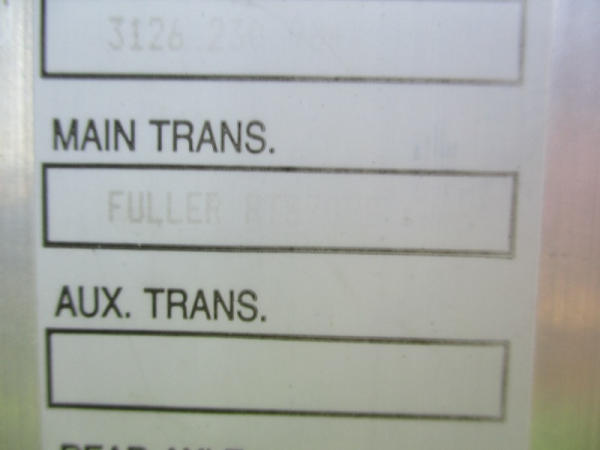 3126 230
MAIN TRANS.
FULLER
AUX. TRANS.